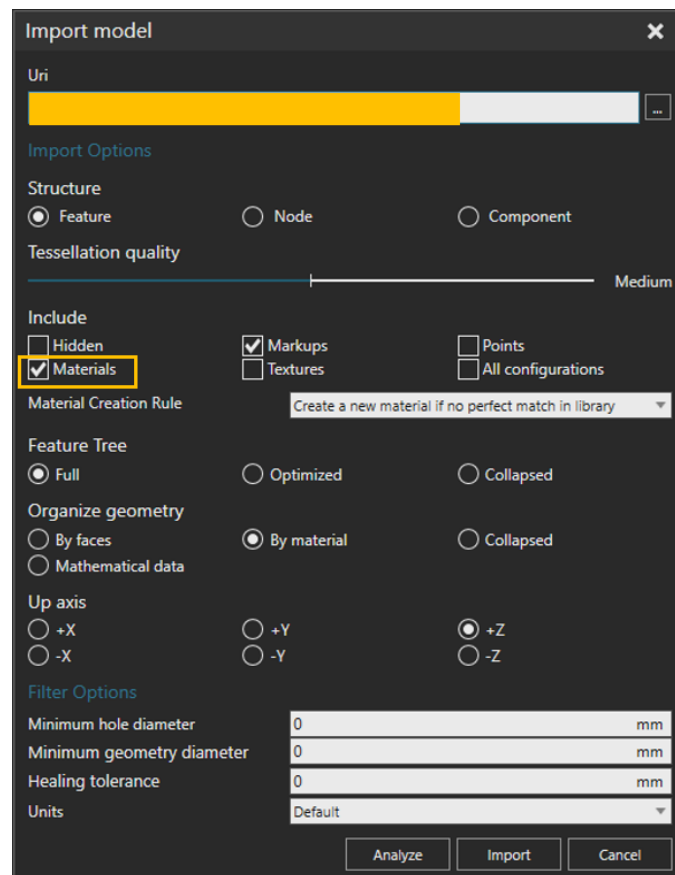 Import model
Uri
...
Import Options
Structure
Feature Node Component
Tessellation quality
Medium
Include
Hidden Markups Points
Materials Textures All configurations
Material Creation Rule Create a new material if no perfect match in library
Feature Tree
Full Optimized Collapsed
Organize geometry
By faces By material Collapsed
Mathematical data
Up axis
+X +Y +Z
-X -Y -Z
Filter Options
Minimum hole diameter 0 mm
Minimum geometry diameter 0 mm
Healing tolerance 0 mm
Units Default
Analyze Import Cancel